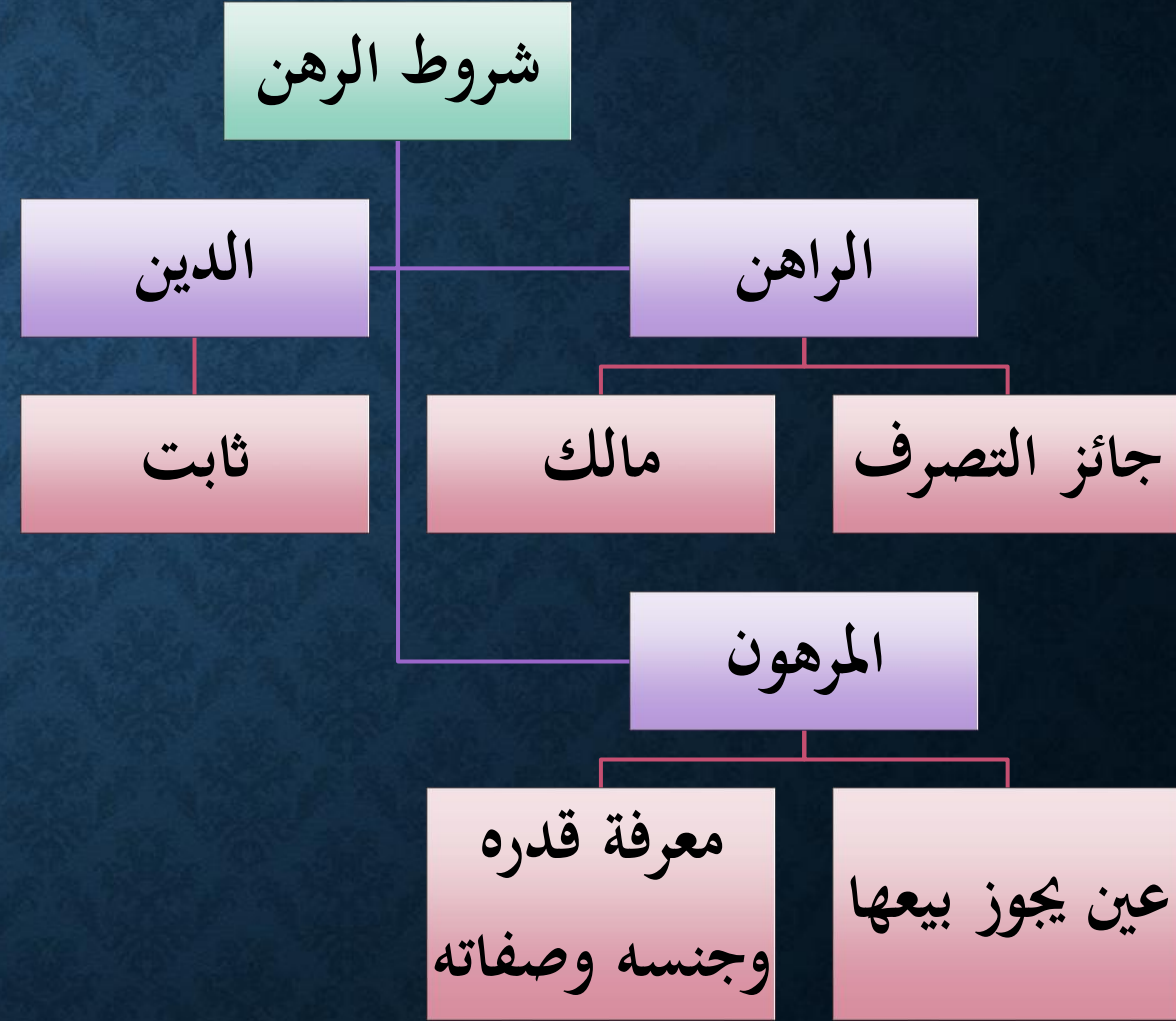 شروط الرهن
الراهن
الدين
جائز التصرف
مالك
ثابت
المرهون
عين يجوز بيعها
معرفة قدره
وجنسه وصفاته